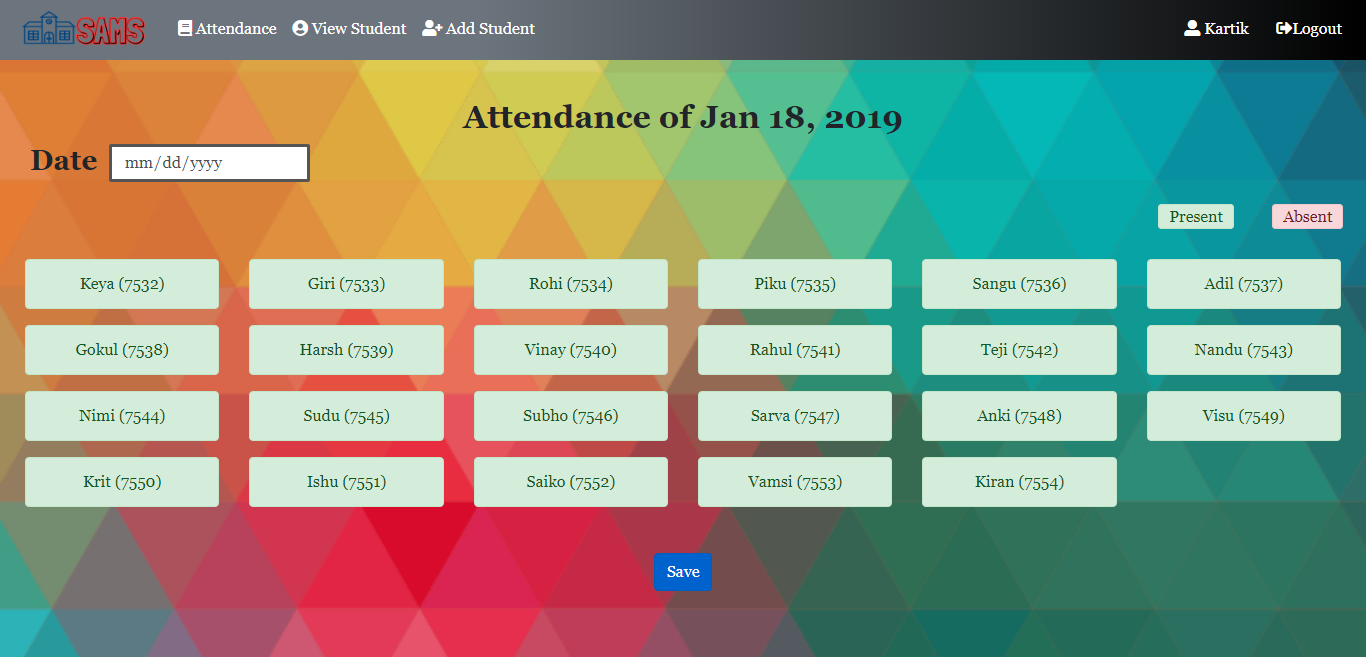 SAMS Attendance View Student Add Student Kartik Logout
Attendance of Jan 18, 2019
Date mm/dd/yyyy
Present Absent
Keya (7532) Giri (7533) Rohi (7534) Piku (7535) Sangu (7536) Adil (7537)
Gokul (7538) Harsh (7539) Vinay (7540) Rahul (7541) Teji (7542) Nandu (7543)
Nimi (7544) Sudu (7545) Subho (7546) Sarva (7547) Anki (7548) Visu (7549)
Krit (7550) Ishu (7551) Saiko (7552) Vamsi (7553) Kiran (7554)
Save